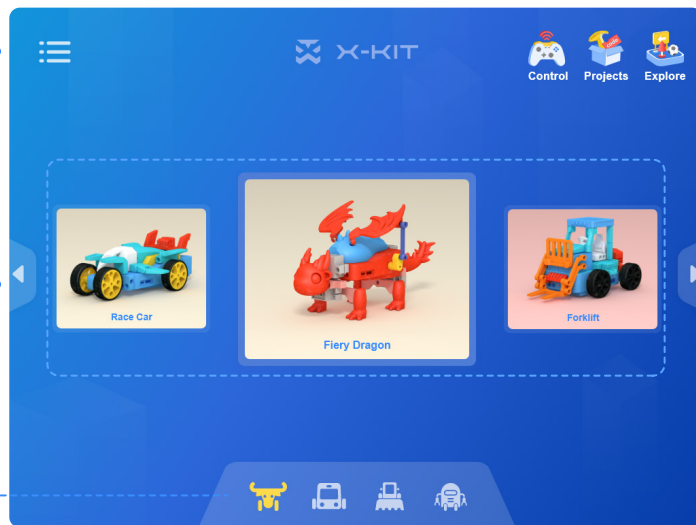 X-KIT
Control Projects Explore
Race Car
Fiery Dragon
Forklift